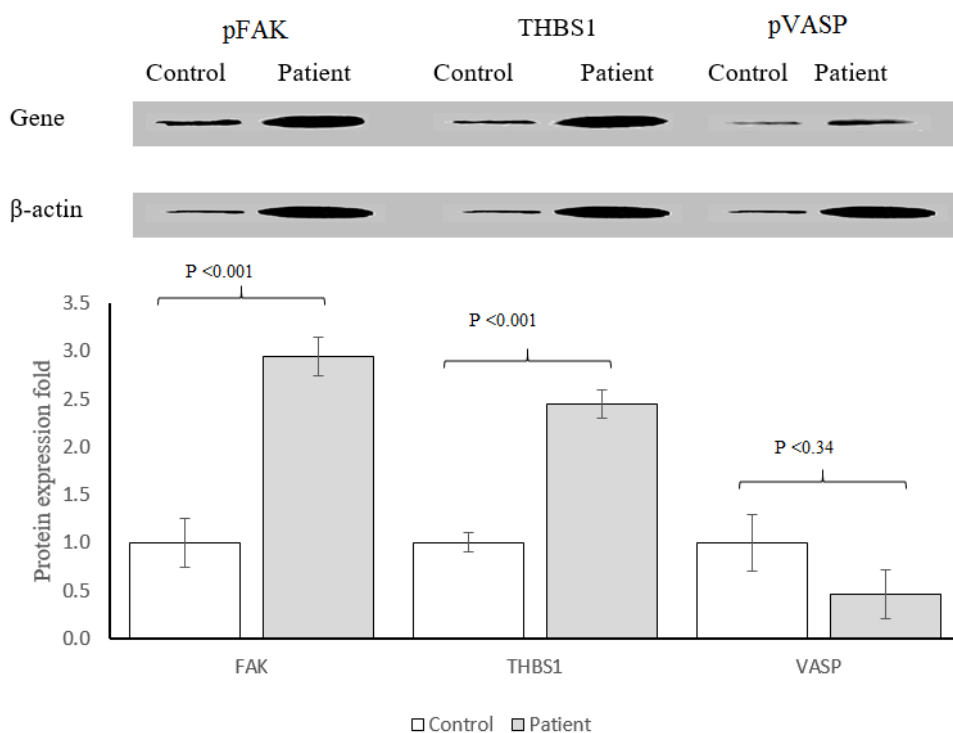 pFAK THBS1 pVASP
Control Patient Control Patient Control Patient
Gene
β-actin
P <0.001
P <0.001
P <0.34
Protein expression fold
3.5
3.0
2.5
2.0
1.5
1.0
0.5
0.0
FAK THBS1 VASP
Control Patient